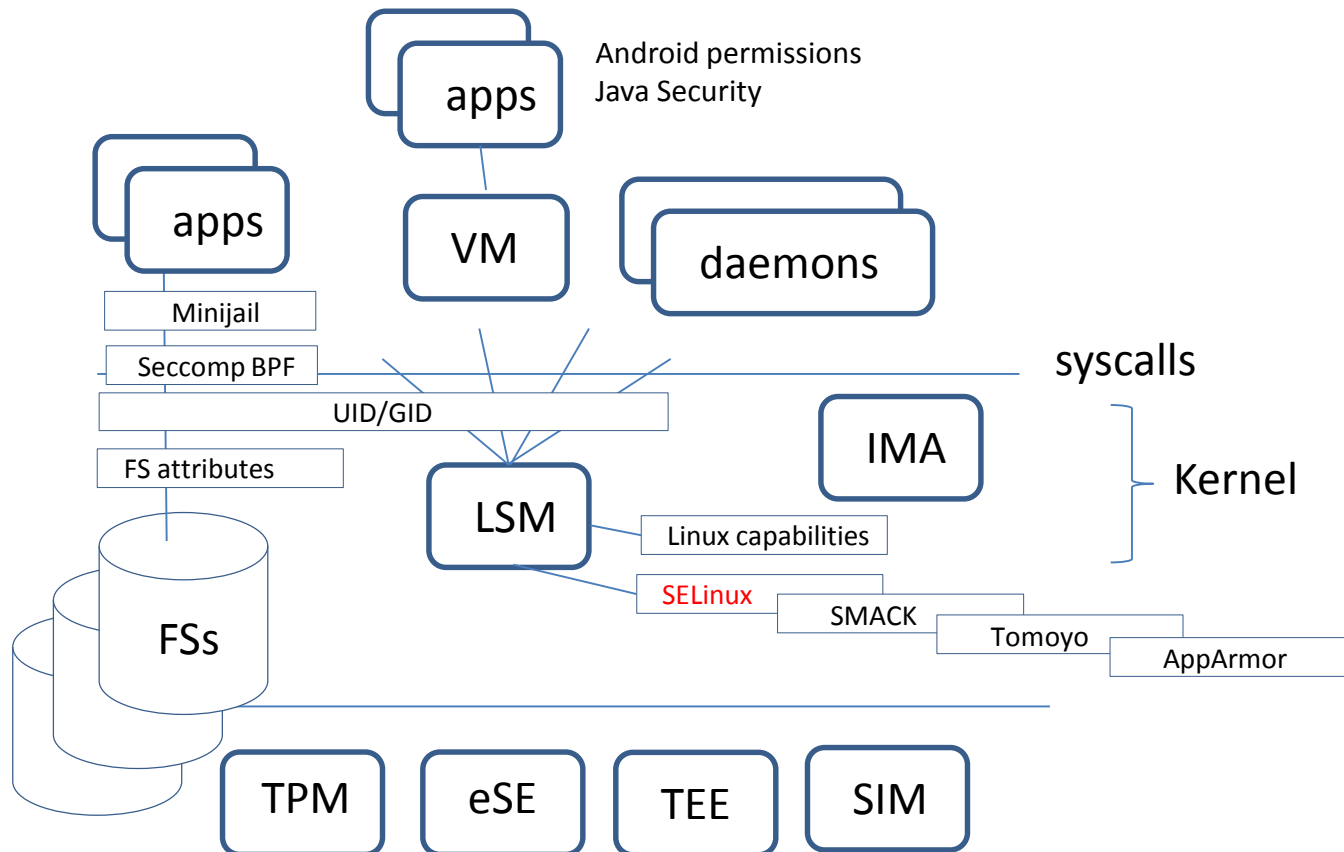 Android permissions
Java Security
apps
apps
VM
daemons
Minijail
Seccomp BPF
syscalls
UID/GID
IMA
FS attributes
Kernel
LSM
Linux capabilities
SELinux
SMACK
Tomoyo
AppArmor
FSs
TPM
eSE
TEE
SIM